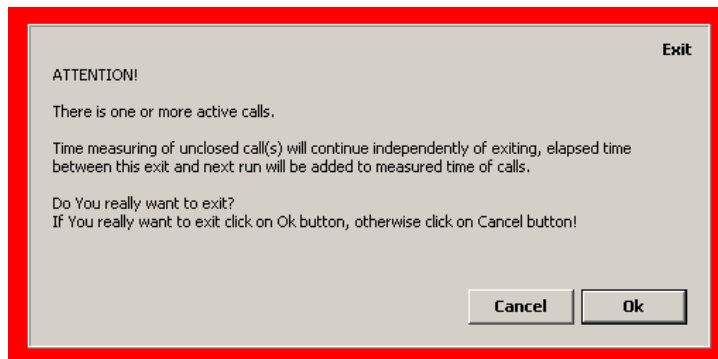 Exit
ATTENTION!
There is one or more active calls.
Time measuring of unclosed call(s) will continue independently of exiting, elapsed time
between this exit and next run will be added to measured time of calls.
Do You really want to exit?
If You really want to exit click on Ok button, otherwise click on Cancel button!
Cancel Ok